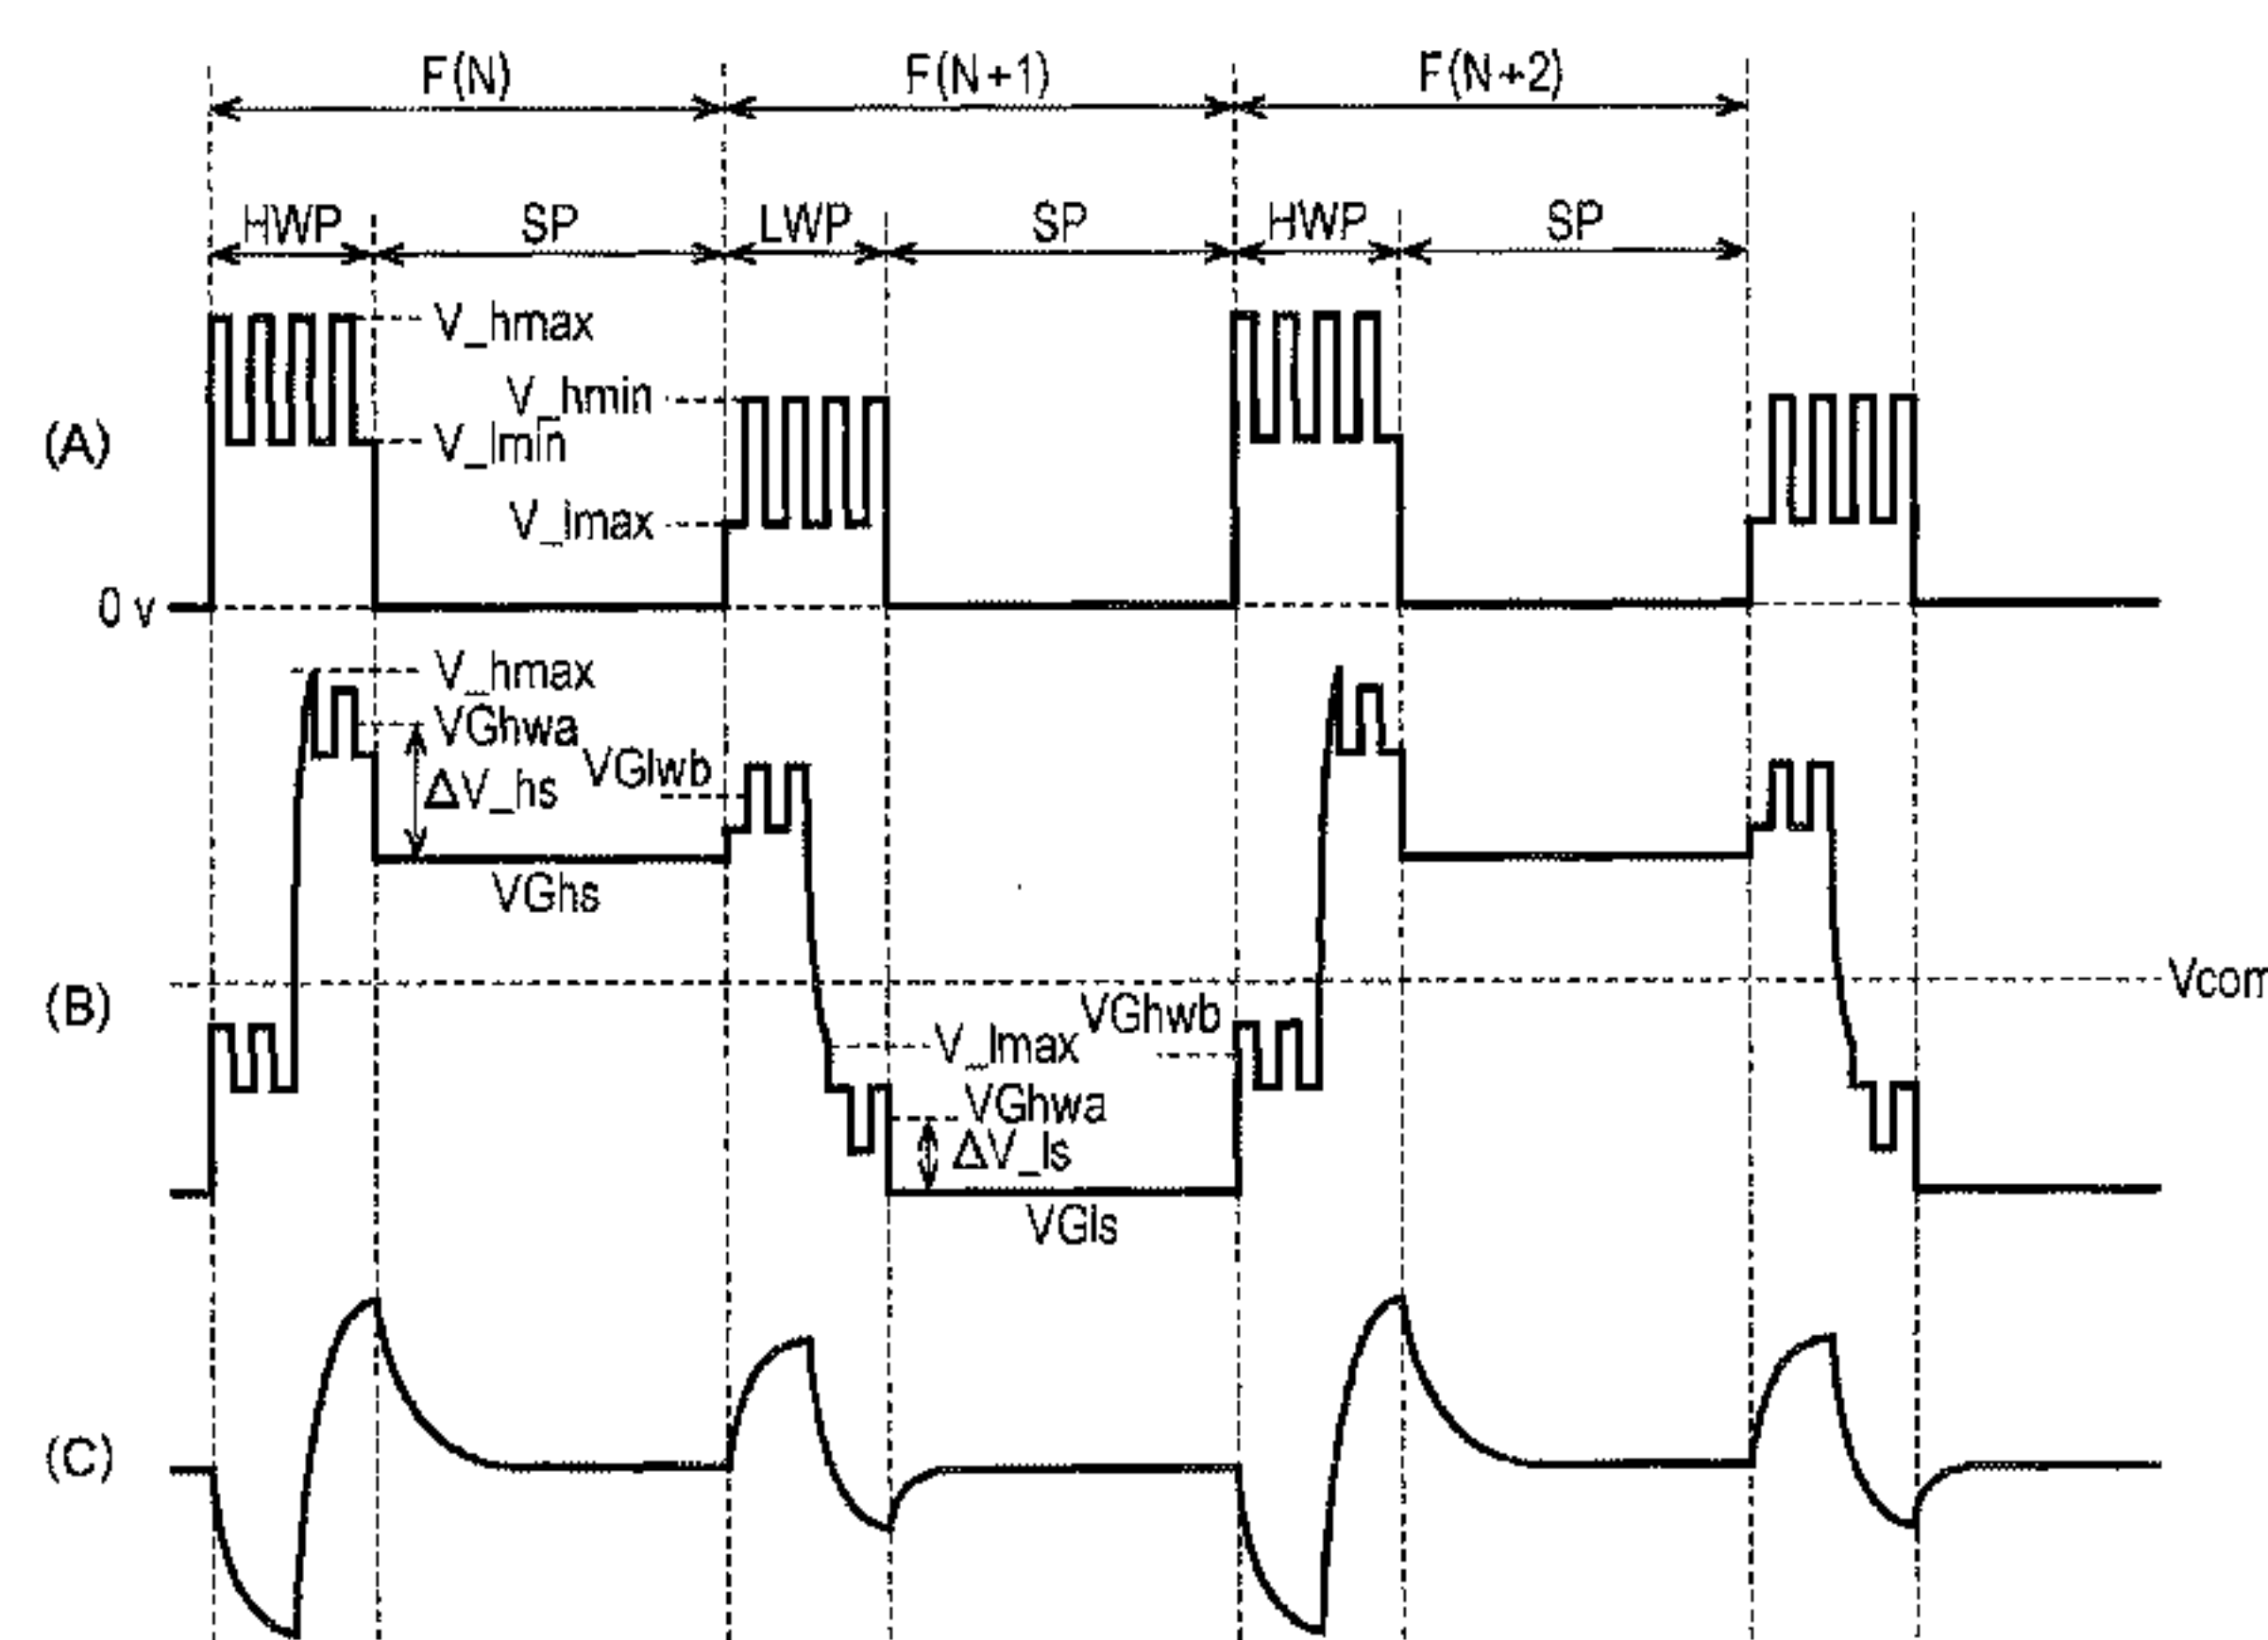 F(N) F(N+1) F(N+2)
HWP SP LWP SP HWP SP
V_hmax
V_hmin
(A)
V_lmin
V_lmax
0 v
V_hmax
VGhwa
VGlwb
ΔV_hs
VGhs
Vcom
(B)
VGhwb
V_lmax
VGhwa
ΔV_ls
VGls
(C)